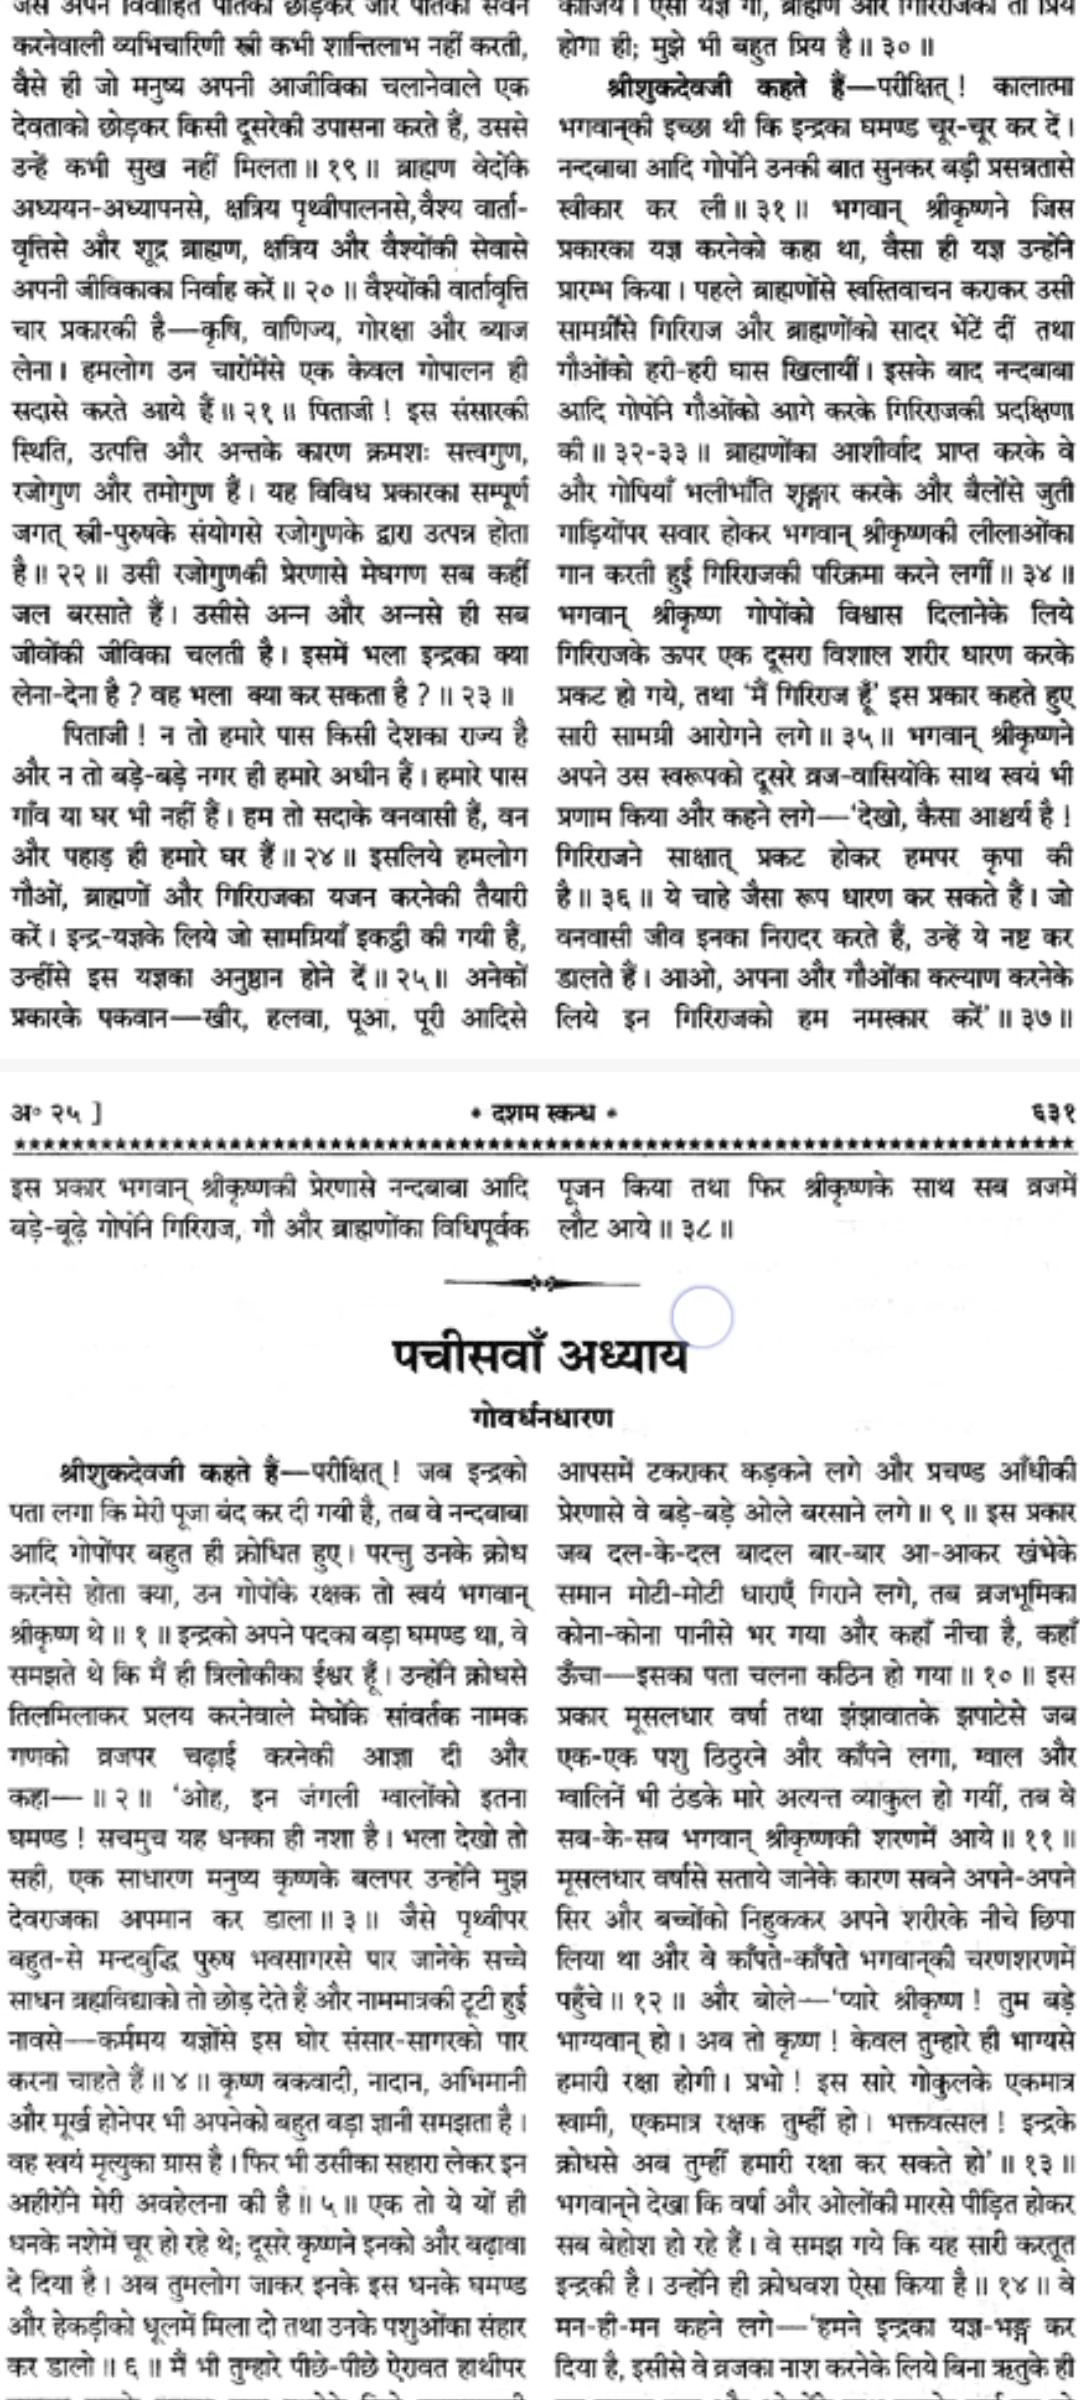 जैसे अपने विवाहित पतिको छोड़कर जार पतिका सेवन
करनेवाली व्यभिचारिणी स्त्री कभी शान्तिलाभ नहीं करती,
वैसे ही जो मनुष्य अपनी आजीविका चलानेवाले एक
देवताको छोड़कर किसी दूसरेकी उपासना करते हैं, उससे
उन्हें कभी सुख नहीं मिलता ॥ १९ ॥ ब्राह्मण वेदोंके
अध्ययन-अध्यापनसे, क्षत्रिय पृथ्वीपालनसे,वैश्य वार्ता-
वृत्तिसे और शूद्र ब्राह्मण, क्षत्रिय और वैश्योंकी सेवासे
अपनी जीविकाका निर्वाह करें ॥ २० ॥ वैश्योंकी वार्तावृत्ति
चार प्रकारकी है—कृषि, वाणिज्य, गोरक्षा और ब्याज
लेना। हमलोग उन चारोंमेंसे एक केवल गोपालन ही
सदासे करते आये हैं ॥ २१ ॥ पिताजी ! इस संसारकी
स्थिति, उत्पत्ति और अन्तके कारण क्रमशः सत्त्वगुण,
रजोगुण और तमोगुण हैं। यह विविध प्रकारका सम्पूर्ण
जगत् स्त्री-पुरुषके संयोगसे रजोगुणके द्वारा उत्पन्न होता
है ॥ २२ ॥ उसी रजोगुणकी प्रेरणासे मेघगण सब कहीं
जल बरसाते हैं। उसीसे अन्न और अन्नसे ही सब
जीवोंकी जीविका चलती है। इसमें भला इन्द्रका क्या
लेना-देना है ? वह भला क्या कर सकता है ? ॥ २३ ॥
पिताजी ! न तो हमारे पास किसी देशका राज्य है
और न तो बड़े-बड़े नगर ही हमारे अधीन हैं। हमारे पास
गाँव या घर भी नहीं हैं। हम तो सदाके वनवासी हैं, वन
और पहाड़ ही हमारे घर हैं ॥ २४ ॥ इसलिये हमलोग
गौओं, ब्राह्मणों और गिरिराजका यजन करनेकी तैयारी
करें। इन्द्र-यज्ञके लिये जो सामग्रियाँ इकट्ठी की गयी हैं,
उन्हींसे इस यज्ञका अनुष्ठान होने दें ॥ २५ ॥ अनेकों
प्रकारके पकवान—खीर, हलवा, पूआ, पूरी आदिसे
कीजिये। ऐसा यज्ञ गौ, ब्राह्मण और गिरिराजको तो प्रिय
होगा ही; मुझे भी बहुत प्रिय है ॥ ३० ॥
श्रीशुकदेवजी कहते हैं—परीक्षित् ! कालात्मा
भगवान्‌की इच्छा थी कि इन्द्रका घमण्ड चूर-चूर कर दें।
नन्दबाबा आदि गोपोंने उनकी बात सुनकर बड़ी प्रसन्नतासे
स्वीकार कर ली ॥ ३१ ॥ भगवान् श्रीकृष्णने जिस
प्रकारका यज्ञ करनेको कहा था, वैसा ही यज्ञ उन्होंने
प्रारम्भ किया। पहले ब्राह्मणोंसे स्वस्तिवाचन कराकर उसी
सामग्रीसे गिरिराज और ब्राह्मणोंको सादर भेंटें दीं तथा
गौओंको हरी-हरी घास खिलायीं। इसके बाद नन्दबाबा
आदि गोपोंने गौओंको आगे करके गिरिराजकी प्रदक्षिणा
की ॥ ३२-३३ ॥ ब्राह्मणोंका आशीर्वाद प्राप्त करके वे
और गोपियाँ भलीभाँति शृङ्गार करके और बैलोंसे जुती
गाड़ियोंपर सवार होकर भगवान् श्रीकृष्णकी लीलाओंका
गान करती हुई गिरिराजकी परिक्रमा करने लगीं ॥ ३४ ॥
भगवान् श्रीकृष्ण गोपोंको विश्वास दिलानेके लिये
गिरिराजके ऊपर एक दूसरा विशाल शरीर धारण करके
प्रकट हो गये, तथा ‘मैं गिरिराज हूँ’ इस प्रकार कहते हुए
सारी सामग्री आरोगने लगे ॥ ३५ ॥ भगवान् श्रीकृष्णने
अपने उस स्वरूपको दूसरे व्रज-वासियोंके साथ स्वयं भी
प्रणाम किया और कहने लगे—‘देखो, कैसा आश्चर्य है !
गिरिराजने साक्षात् प्रकट होकर हमपर कृपा की
है ॥ ३६ ॥ ये चाहे जैसा रूप धारण कर सकते हैं। जो
वनवासी जीव इनका निरादर करते हैं, उन्हें ये नष्ट कर
डालते हैं। आओ, अपना और गौओंका कल्याण करनेके
लिये इन गिरिराजको हम नमस्कार करें’ ॥ ३७ ॥
अ॰ २५ ]
• दशम स्कन्ध •
६३१
इस प्रकार भगवान् श्रीकृष्णकी प्रेरणासे नन्दबाबा आदि
बड़े-बूढ़े गोपोंने गिरिराज, गौ और ब्राह्मणोंका विधिपूर्वक
पूजन किया तथा फिर श्रीकृष्णके साथ सब व्रजमें
लौट आये ॥ ३८ ॥
पचीसवाँ अध्याय
गोवर्धनधारण
श्रीशुकदेवजी कहते हैं—परीक्षित् ! जब इन्द्रको
पता लगा कि मेरी पूजा बंद कर दी गयी है, तब वे नन्दबाबा
आदि गोपोंपर बहुत ही क्रोधित हुए। परन्तु उनके क्रोध
करनेसे होता क्या, उन गोपोंके रक्षक तो स्वयं भगवान्
श्रीकृष्ण थे ॥ १ ॥ इन्द्रको अपने पदका बड़ा घमण्ड था, वे
समझते थे कि मैं ही त्रिलोकीका ईश्वर हूँ। उन्होंने क्रोधसे
तिलमिलाकर प्रलय करनेवाले मेघोंके सांवर्तक नामक
गणको व्रजपर चढ़ाई करनेकी आज्ञा दी और
कहा— ॥ २ ॥ ‘ओह, इन जंगली ग्वालोंको इतना
घमण्ड ! सचमुच यह धनका ही नशा है। भला देखो तो
सही, एक साधारण मनुष्य कृष्णके बलपर उन्होंने मुझ
देवराजका अपमान कर डाला ॥ ३ ॥ जैसे पृथ्वीपर
बहुत-से मन्दबुद्धि पुरुष भवसागरसे पार जानेके सच्चे
साधन ब्रह्मविद्याको तो छोड़ देते हैं और नाममात्रकी टूटी हुई
नावसे—कर्ममय यज्ञोंसे इस घोर संसार-सागरको पार
करना चाहते हैं ॥ ४ ॥ कृष्ण बकवादी, नादान, अभिमानी
और मूर्ख होनेपर भी अपनेको बहुत बड़ा ज्ञानी समझता है।
वह स्वयं मृत्युका ग्रास है। फिर भी उसीका सहारा लेकर इन
अहीरोंने मेरी अवहेलना की है ॥ ५ ॥ एक तो ये यों ही
धनके नशेमें चूर हो रहे थे; दूसरे कृष्णने इनको और बढ़ावा
दे दिया है। अब तुमलोग जाकर इनके इस धनके घमण्ड
और हेकड़ीको धूलमें मिला दो तथा उनके पशुओंका संहार
कर डालो ॥ ६ ॥ मैं भी तुम्हारे पीछे-पीछे ऐरावत हाथीपर
आपसमें टकराकर कड़कने लगे और प्रचण्ड आँधीकी
प्रेरणासे वे बड़े-बड़े ओले बरसाने लगे ॥ ९ ॥ इस प्रकार
जब दल-के-दल बादल बार-बार आ-आकर खंभेके
समान मोटी-मोटी धाराएँ गिराने लगे, तब व्रजभूमिका
कोना-कोना पानीसे भर गया और कहाँ नीचा है, कहाँ
ऊँचा—इसका पता चलना कठिन हो गया ॥ १० ॥ इस
प्रकार मूसलधार वर्षा तथा झंझावातके झपाटेसे जब
एक-एक पशु ठिठुरने और काँपने लगा, ग्वाल और
ग्वालिनें भी ठंडके मारे अत्यन्त व्याकुल हो गयीं, तब वे
सब-के-सब भगवान् श्रीकृष्णकी शरणमें आये ॥ ११ ॥
मूसलधार वर्षासे सताये जानेके कारण सबने अपने-अपने
सिर और बच्चोंको निहुककर अपने शरीरके नीचे छिपा
लिया था और वे काँपते-काँपते भगवान्‌की चरणशरणमें
पहुँचे ॥ १२ ॥ और बोले—‘प्यारे श्रीकृष्ण ! तुम बड़े
भाग्यवान् हो। अब तो कृष्ण ! केवल तुम्हारे ही भाग्यसे
हमारी रक्षा होगी। प्रभो ! इस सारे गोकुलके एकमात्र
स्वामी, एकमात्र रक्षक तुम्हीं हो। भक्तवत्सल ! इन्द्रके
क्रोधसे अब तुम्हीं हमारी रक्षा कर सकते हो’ ॥ १३ ॥
भगवान्‌ने देखा कि वर्षा और ओलोंकी मारसे पीड़ित होकर
सब बेहोश हो रहे हैं। वे समझ गये कि यह सारी करतूत
इन्द्रकी है। उन्होंने ही क्रोधवश ऐसा किया है ॥ १४ ॥ वे
मन-ही-मन कहने लगे—‘हमने इन्द्रका यज्ञ-भङ्ग कर
दिया है, इसीसे वे व्रजका नाश करनेके लिये बिना ऋतुके ही